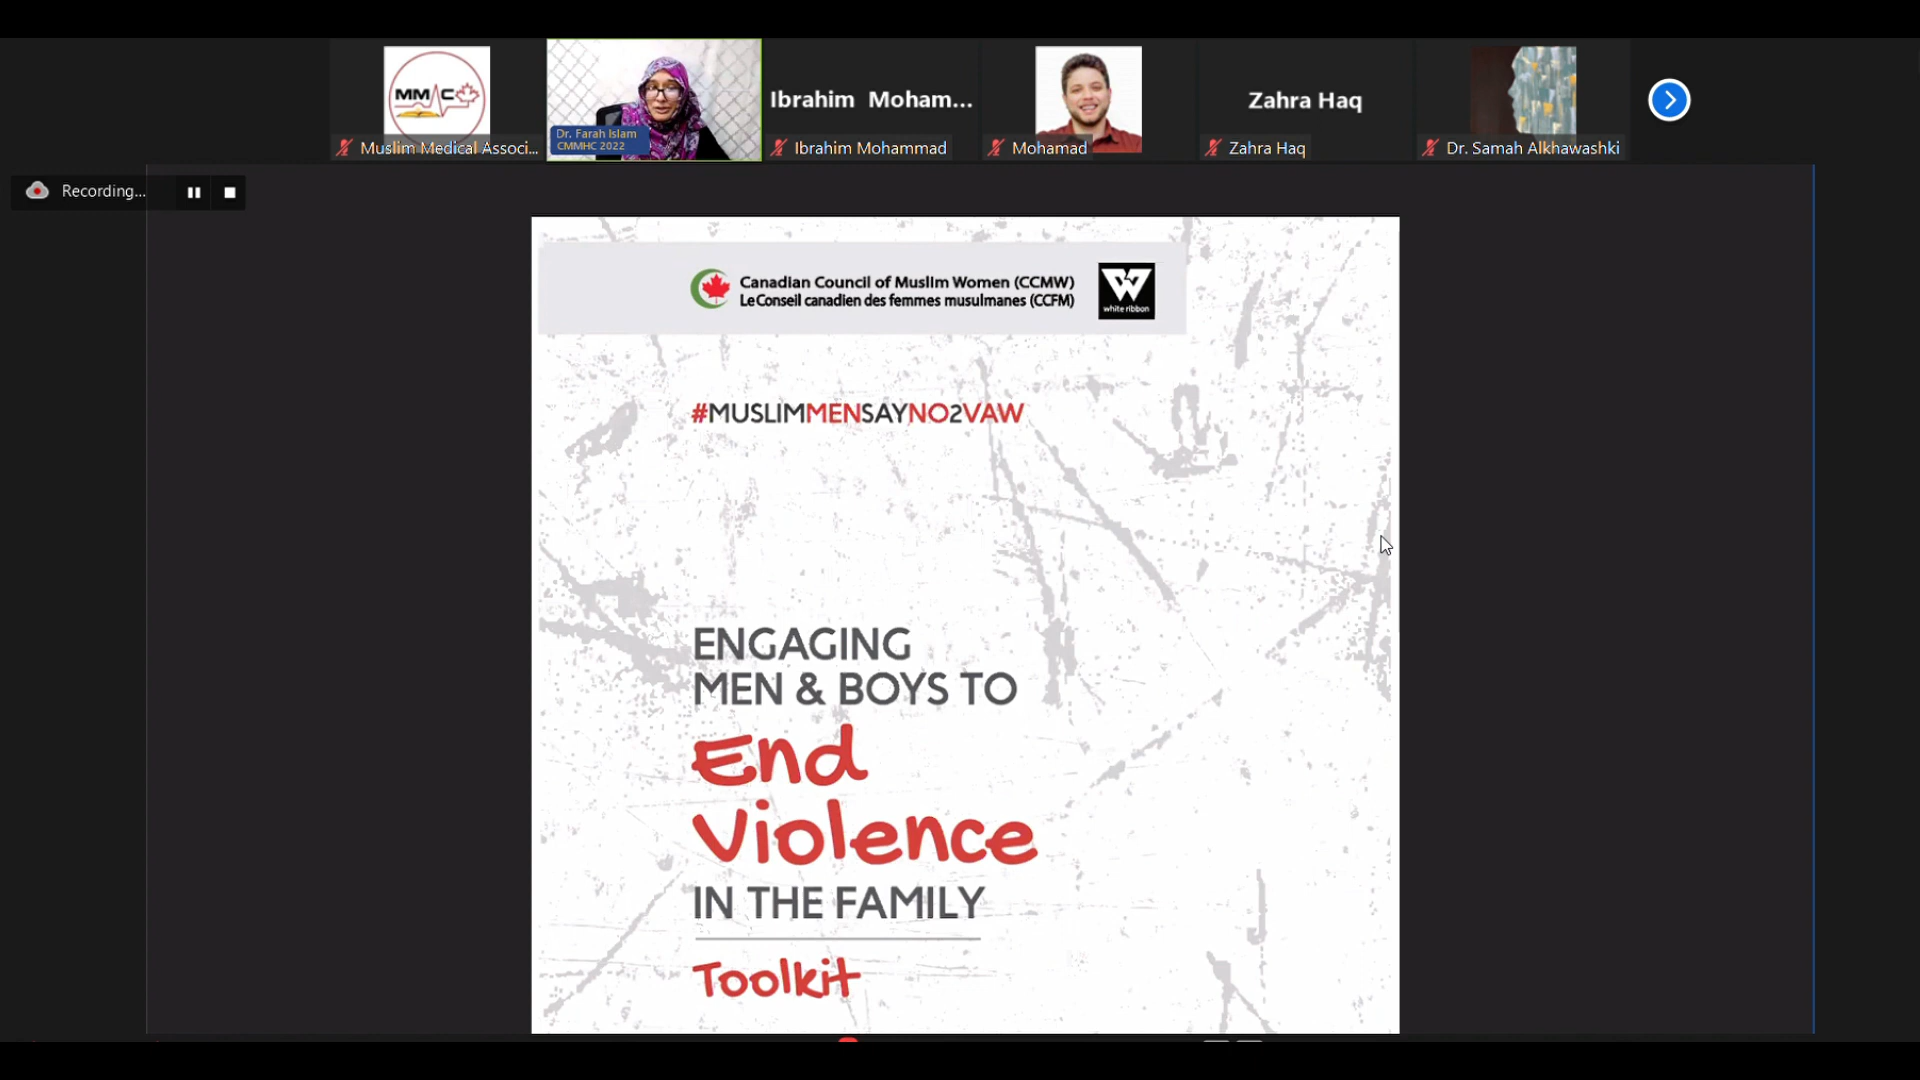 MMAC
Muslim Medical Associ...
Dr. Farah Islam
CMMHC 2022
Ibrahim Moham...
Ibrahim Mohammad
Mohamad
Zahra Haq
Zahra Haq
Dr. Samah Alkhawashki
Recording...
Canadian Council of Muslim Women (CCMW)
Le Conseil canadien des femmes musulmanes (CCFM)
white ribbon
#MUSLIMMENSAYNO2VAW
ENGAGING
MEN & BOYS TO
End
Violence
IN THE FAMILY
Toolkit